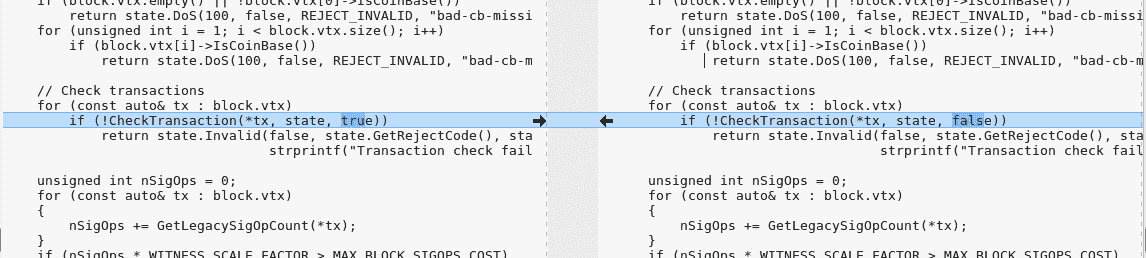 if (block.vtx.empty() || !block.vtx[0]->IsCoinBase()
return state.DoS(100, false, REJECT_INVALID, "bad-cb-missi
for (unsigned int i = 1; i < block.vtx.size(); i++)
if (block.vtx[i]->IsCoinBase())
return state.DoS(100, false, REJECT_INVALID, "bad-cb-m
// Check transactions
for (const auto& tx : block.vtx)
if (!CheckTransaction(*tx, state, true))
return state.Invalid(false, state.GetRejectCode(), sta
strprintf("Transaction check fail
unsigned int nSigOps = 0;
for (const auto& tx : block.vtx)
{
nSigOps += GetLegacySigOpCount(*tx);
}
if (nSigOps * WITNESS_SCALE_FACTOR > MAX_BLOCK_SIGOPS_COST)
if (block.vtx.empty() || !block.vtx[0]->IsCoinBase()
return state.DoS(100, false, REJECT_INVALID, "bad-cb-missi
for (unsigned int i = 1; i < block.vtx.size(); i++)
if (block.vtx[i]->IsCoinBase())
return state.DoS(100, false, REJECT_INVALID, "bad-cb-m
// Check transactions
for (const auto& tx : block.vtx)
if (!CheckTransaction(*tx, state, false))
return state.Invalid(false, state.GetRejectCode(), sta
strprintf("Transaction check fail
unsigned int nSigOps = 0;
for (const auto& tx : block.vtx)
{
nSigOps += GetLegacySigOpCount(*tx);
}
if (nSigOps * WITNESS_SCALE_FACTOR > MAX_BLOCK_SIGOPS_COST)